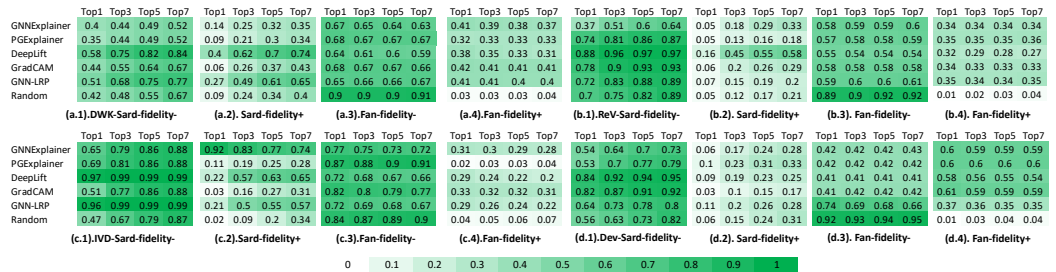 Top1 Top3 Top5 Top7 Top1 Top3 Top5 Top7 Top1 Top3 Top5 Top7 Top1 Top3 Top5 Top7 Top1 Top3 Top5 Top7 Top1 Top3 Top5 Top7 Top1 Top3 Top5 Top7 Top1 Top3 Top5 Top7
GNNExplainer 0.4 0.44 0.49 0.52 0.14 0.25 0.32 0.35 0.67 0.65 0.64 0.63 0.41 0.39 0.38 0.37 0.37 0.51 0.6 0.64 0.05 0.18 0.29 0.33 0.58 0.59 0.59 0.6 0.34 0.34 0.34 0.34
PGExplainer 0.35 0.44 0.49 0.52 0.09 0.21 0.3 0.34 0.68 0.67 0.67 0.67 0.32 0.33 0.33 0.33 0.74 0.81 0.86 0.87 0.05 0.13 0.16 0.18 0.57 0.58 0.58 0.59 0.35 0.35 0.35 0.36
DeepLift 0.58 0.75 0.82 0.84 0.4 0.62 0.7 0.74 0.64 0.61 0.6 0.59 0.38 0.35 0.33 0.31 0.88 0.96 0.97 0.97 0.16 0.45 0.55 0.58 0.54 0.55 0.54 0.54 0.32 0.29 0.28 0.27
GradCAM 0.44 0.55 0.64 0.67 0.06 0.26 0.37 0.43 0.68 0.67 0.67 0.66 0.42 0.41 0.41 0.41 0.78 0.9 0.93 0.93 0.06 0.2 0.26 0.29 0.58 0.58 0.58 0.58 0.34 0.33 0.33 0.33
GNN-LRP 0.51 0.68 0.75 0.77 0.27 0.49 0.61 0.65 0.65 0.66 0.66 0.67 0.41 0.41 0.4 0.4 0.72 0.83 0.88 0.89 0.07 0.15 0.19 0.2 0.59 0.6 0.6 0.61 0.35 0.34 0.34 0.35
Random 0.42 0.48 0.55 0.67 0.09 0.24 0.34 0.4 0.9 0.9 0.9 0.91 0.03 0.03 0.03 0.04 0.7 0.75 0.82 0.89 0.05 0.12 0.17 0.21 0.89 0.9 0.92 0.92 0.01 0.02 0.03 0.04
(a.1).DWK-Sard-fidelity- (a.2). Sard-fidelity+ (a.3).Fan-fidelity- (a.4).Fan-fidelity+ (b.1).ReV-Sard-fidelity- (b.2). Sard-fidelity+ (b.3). Fan-fidelity- (b.4). Fan-fidelity+
Top1 Top3 Top5 Top7 Top1 Top3 Top5 Top7 Top1 Top3 Top5 Top7 Top1 Top3 Top5 Top7 Top1 Top3 Top5 Top7 Top1 Top3 Top5 Top7 Top1 Top3 Top5 Top7 Top1 Top3 Top5 Top7
GNNExplainer 0.65 0.79 0.86 0.88 0.92 0.83 0.77 0.74 0.77 0.75 0.73 0.72 0.31 0.3 0.29 0.28 0.54 0.64 0.7 0.73 0.06 0.17 0.24 0.28 0.42 0.42 0.42 0.43 0.6 0.59 0.59 0.59
PGExplainer 0.69 0.81 0.86 0.88 0.11 0.19 0.25 0.28 0.87 0.88 0.9 0.91 0.02 0.03 0.03 0.04 0.53 0.7 0.77 0.79 0.1 0.23 0.31 0.33 0.42 0.42 0.42 0.42 0.6 0.6 0.6 0.6
DeepLift 0.97 0.99 0.99 0.99 0.22 0.57 0.63 0.65 0.72 0.68 0.67 0.66 0.29 0.24 0.22 0.2 0.84 0.92 0.94 0.95 0.09 0.19 0.23 0.25 0.41 0.41 0.41 0.41 0.58 0.56 0.55 0.54
GradCAM 0.51 0.77 0.86 0.88 0.03 0.16 0.27 0.31 0.82 0.8 0.79 0.77 0.33 0.32 0.32 0.31 0.82 0.87 0.91 0.92 0.03 0.1 0.15 0.17 0.42 0.42 0.42 0.42 0.61 0.59 0.59 0.59
GNN-LRP 0.96 0.99 0.99 0.99 0.21 0.5 0.55 0.57 0.72 0.69 0.68 0.67 0.29 0.26 0.24 0.22 0.64 0.73 0.78 0.8 0.11 0.2 0.26 0.28 0.74 0.69 0.68 0.66 0.37 0.36 0.35 0.35
Random 0.47 0.67 0.79 0.87 0.02 0.09 0.2 0.34 0.84 0.87 0.89 0.9 0.04 0.05 0.06 0.07 0.56 0.63 0.73 0.82 0.06 0.15 0.24 0.31 0.92 0.93 0.94 0.95 0.01 0.03 0.04 0.04
(c.1).IVD-Sard-fidelity- (c.2).Sard-fidelity+ (c.3).Fan-fidelity- (c.4).Fan-fidelity+ (d.1).Dev-Sard-fidelity- (d.2). Sard-fidelity+ (d.3). Fan-fidelity- (d.4). Fan-fidelity+
0 0.1 0.2 0.3 0.4 0.5 0.6 0.7 0.8 0.9 1